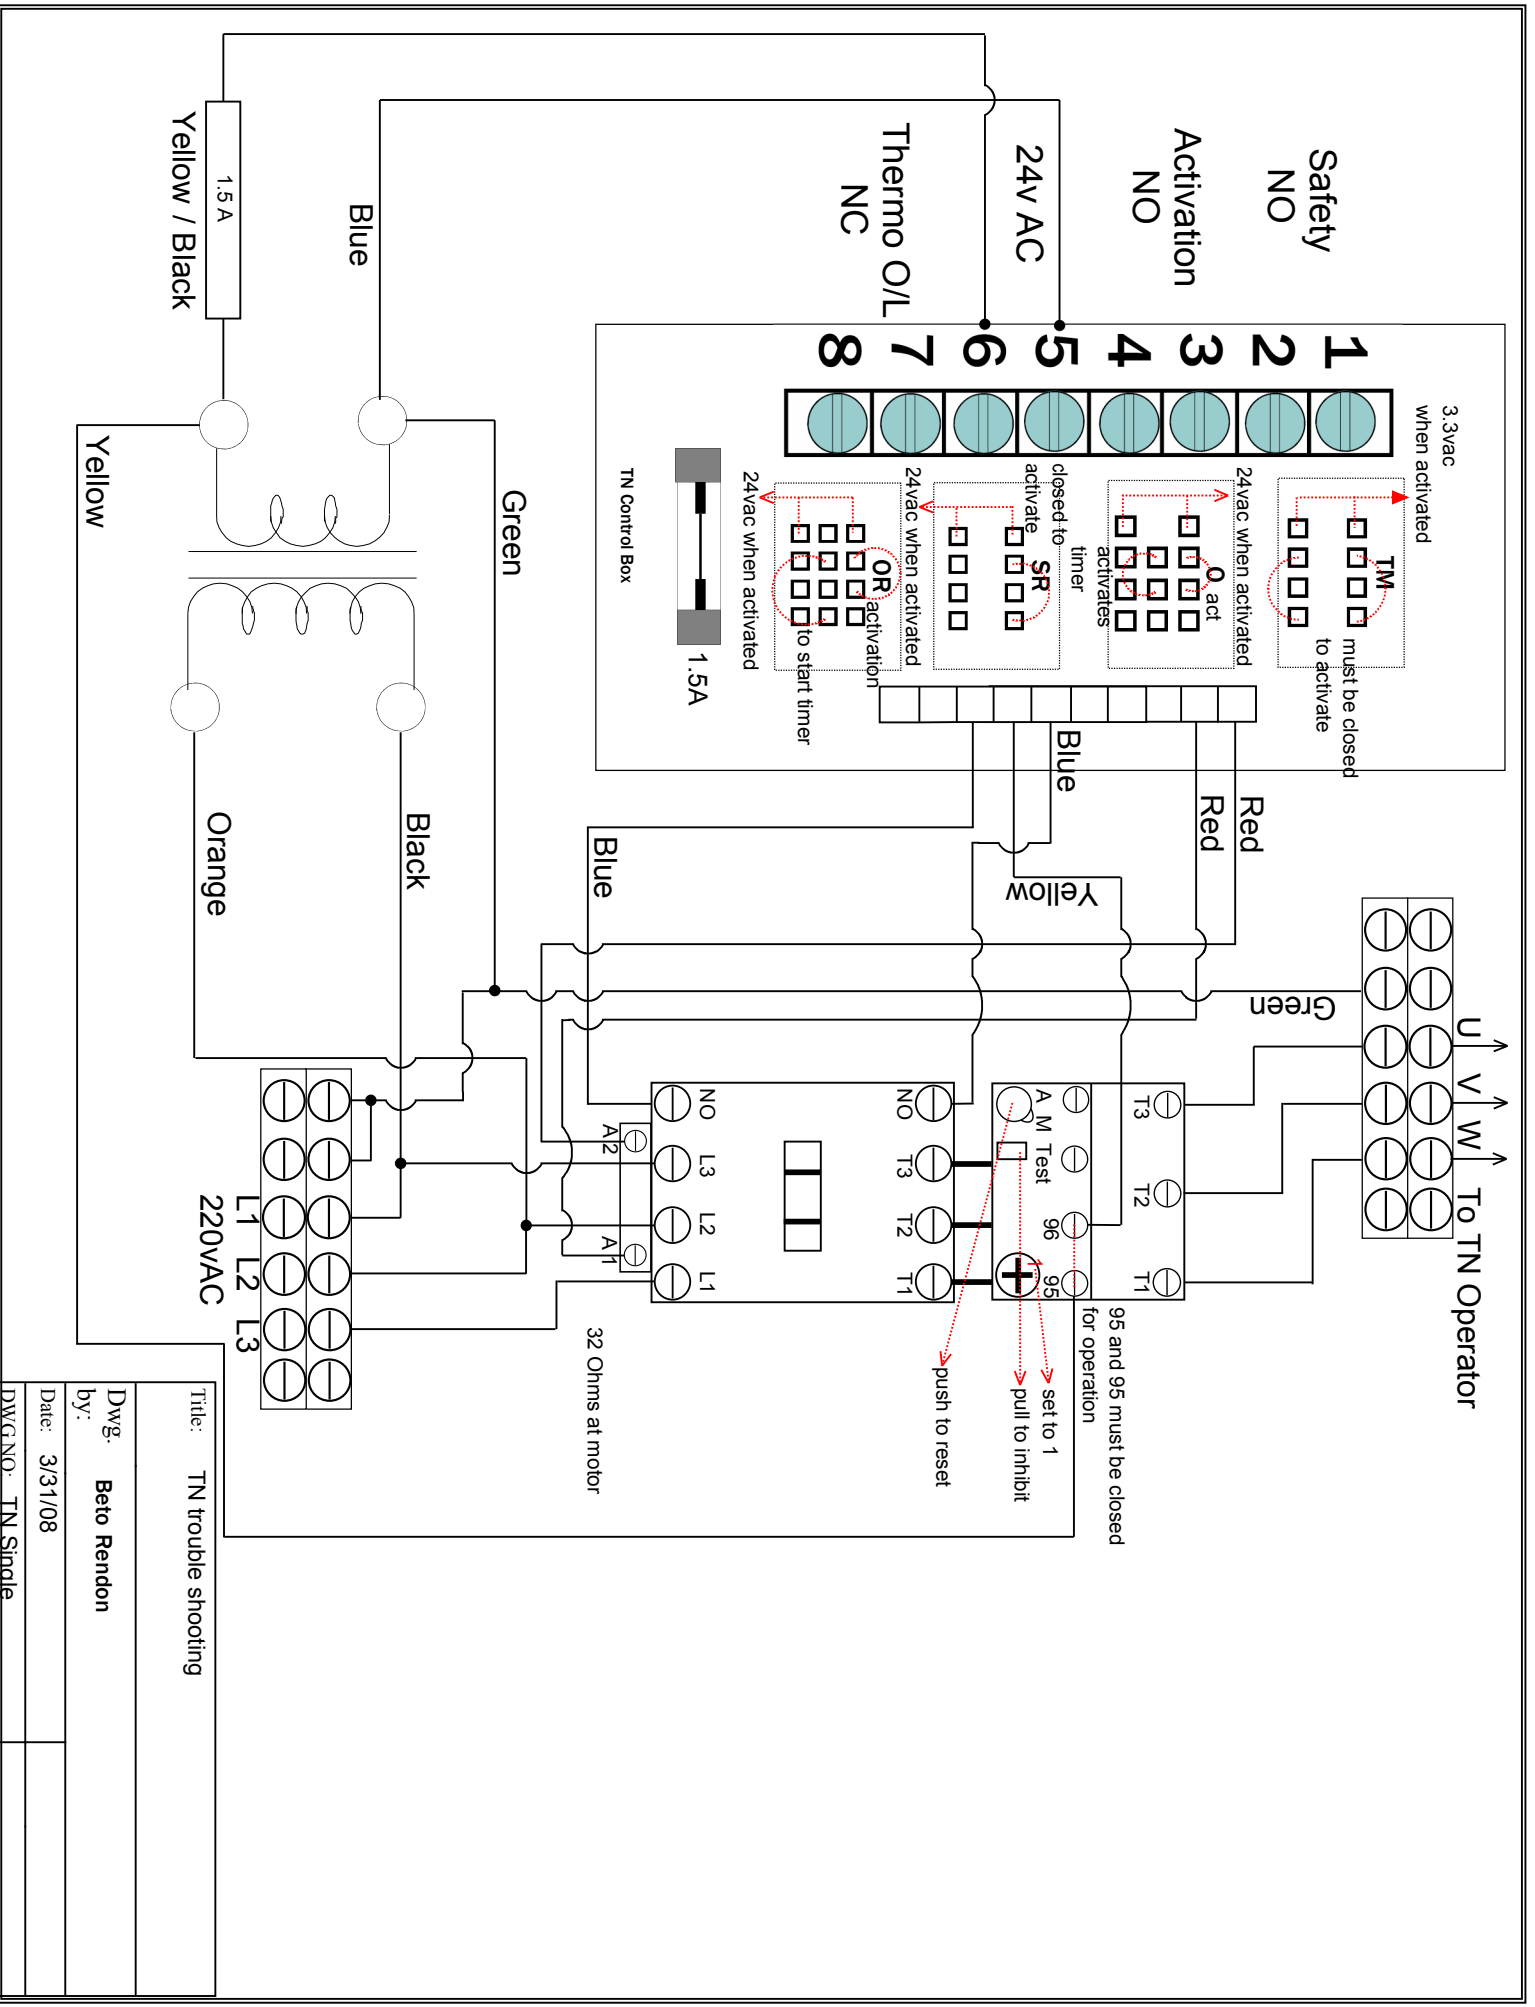 Safety
NO
Activation
NO
24v AC
Thermo O/L
NC
1
2
3
4
5
6
7
8
3.3vac
when activated
TM
must be closed
to activate
24vac when activated
O act
timer
activates
closed to
activate
SR
24vac when activated
OR activation
to start timer
24vac when activated
1.5A
TN Control Box
Blue
1.5 A
Yellow / Black
Green
Yellow
Black
Orange
Red
Red
Blue
Yellow
Blue
Green
U
V
W
To TN Operator
T3
T2
T1
A M Test
96
95
95 and 95 must be closed
for operation
1
set to 1
pull to inhibit
push to reset
NO
T3
T2
T1
NO
L3
L2
L1
A2
A1
32 Ohms at motor
L1
L2
L3
220vAC
Title: TN trouble shooting
Dwg.
by: Beto Rendon
Date: 3/31/08
DWG NO: TN Single